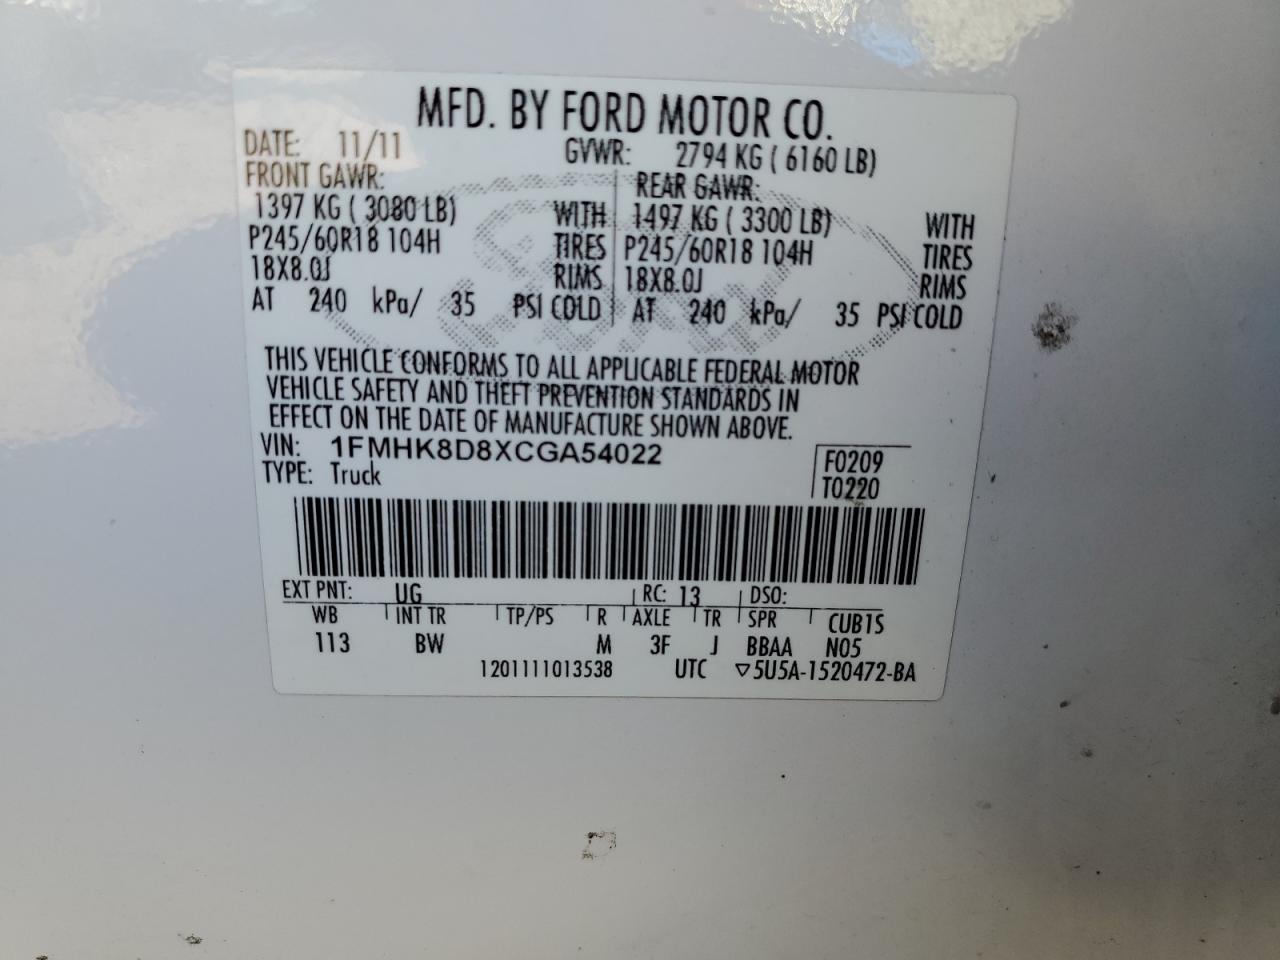 MFD. BY FORD MOTOR CO.
DATE: 11/11 GVWR: 2794 KG ( 6160 LB)
FRONT GAWR: REAR GAWR:
1397 KG ( 3080 LB) WITH 1497 KG ( 3300 LB) WITH
P245/60R18 104H TIRES P245/60R18 104H TIRES
18X8.0J RIMS 18X8.0J RIMS
AT 240 kPa/ 35 PSI COLD AT 240 kPa/ 35 PSI COLD
THIS VEHICLE CONFORMS TO ALL APPLICABLE FEDERAL MOTOR
VEHICLE SAFETY AND THEFT PREVENTION STANDARDS IN
EFFECT ON THE DATE OF MANUFACTURE SHOWN ABOVE.
VIN: 1FMHK8D8XCGA54022 F0209
TYPE: Truck T0220
EXT PNT: UG RC: 13 DSO:
WB INT TR TP/PS R AXLE TR SPR CUB1S
113 BW M 3F J BBAA N05
1201111013538 UTC ▽5U5A-1520472-BA